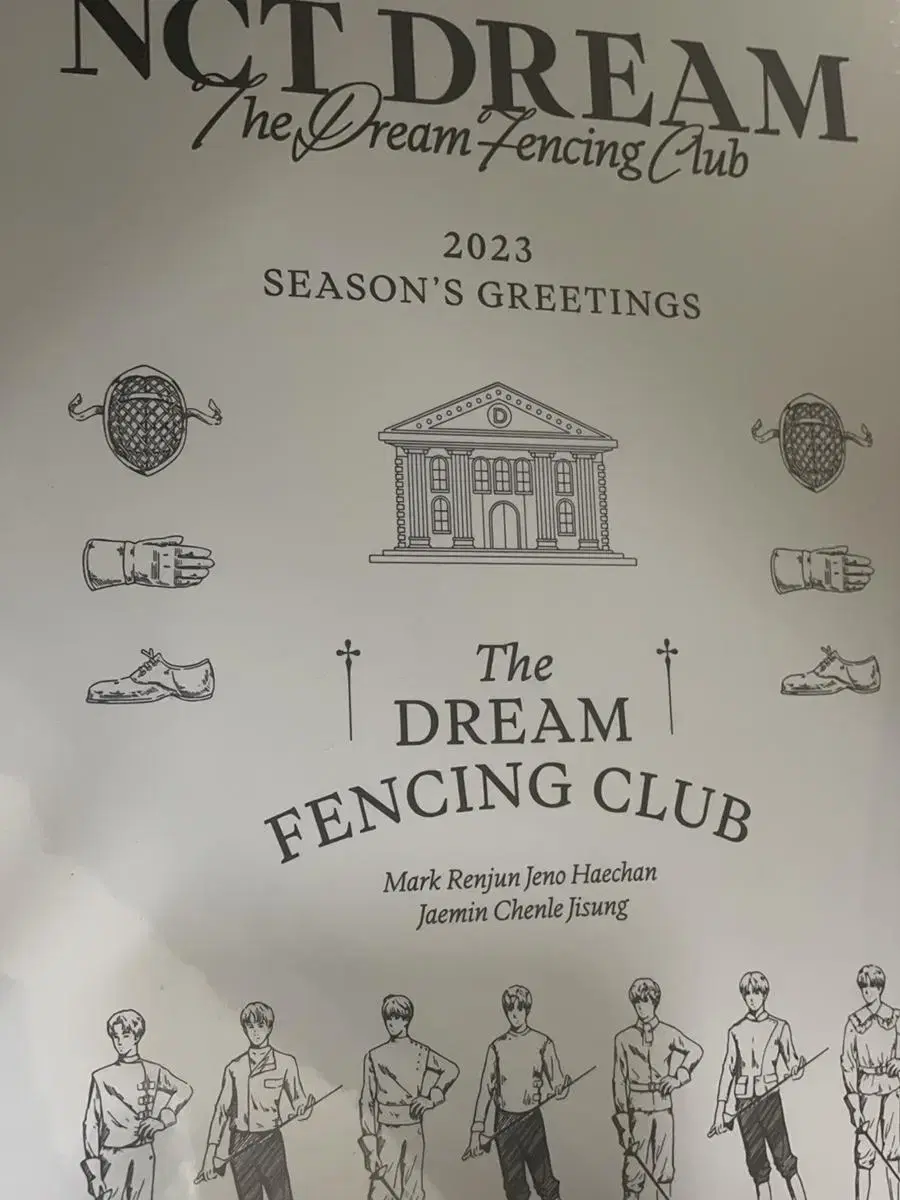 NCT DREAM
The Dream Fencing Club
2023
SEASON'S GREETINGS
D
The
DREAM
FENCING CLUB
Mark Renjun Jeno Haechan
Jaemin Chenle Jisung